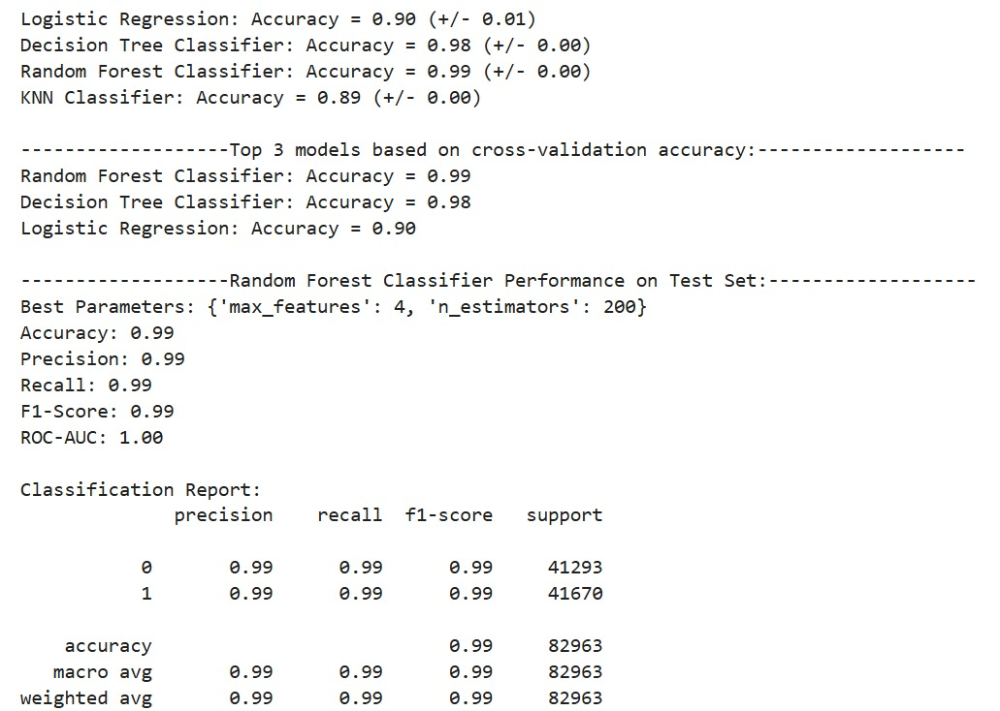 Logistic Regression: Accuracy = 0.90 (+/- 0.01)
Decision Tree Classifier: Accuracy = 0.98 (+/- 0.00)
Random Forest Classifier: Accuracy = 0.99 (+/- 0.00)
KNN Classifier: Accuracy = 0.89 (+/- 0.00)
-------------------Top 3 models based on cross-validation accuracy:-------------------
Random Forest Classifier: Accuracy = 0.99
Decision Tree Classifier: Accuracy = 0.98
Logistic Regression: Accuracy = 0.90
-------------------Random Forest Classifier Performance on Test Set:-------------------
Best Parameters: {'max_features': 4, 'n_estimators': 200}
Accuracy: 0.99
Precision: 0.99
Recall: 0.99
F1-Score: 0.99
ROC-AUC: 1.00
Classification Report:
precision recall f1-score support
0 0.99 0.99 0.99 41293
1 0.99 0.99 0.99 41670
accuracy 0.99 82963
macro avg 0.99 0.99 0.99 82963
weighted avg 0.99 0.99 0.99 82963